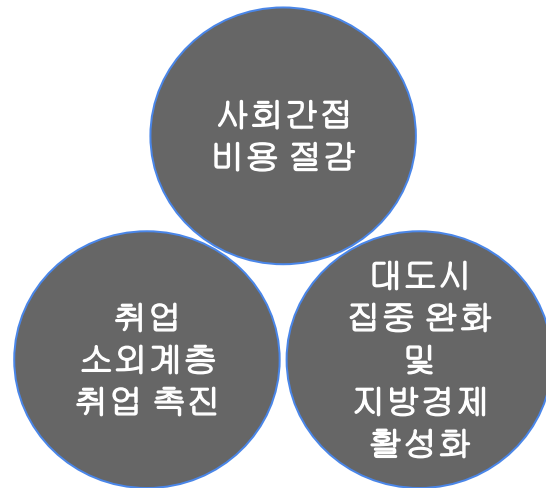 사회간접
비용 절감
취업
소외계층
취업 촉진
대도시
집중 완화
및
지방경제
활성화